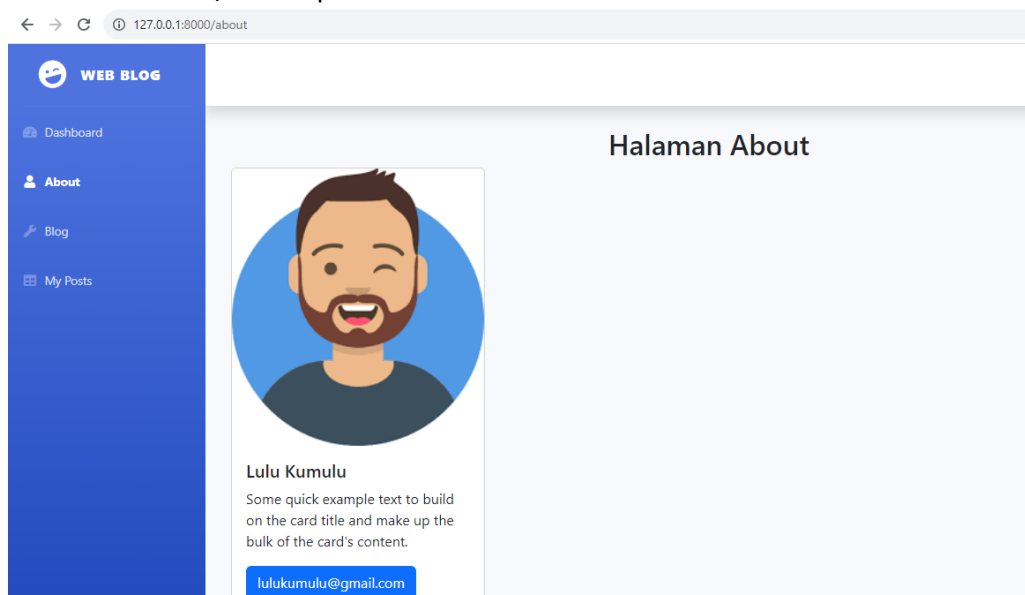 127.0.0.1:8000/about
WEB BLOG
Dashboard
About
Blog
My Posts
Halaman About
Lulu Kumulu
Some quick example text to build
on the card title and make up the
bulk of the card's content.
lulukumulu@gmail.com